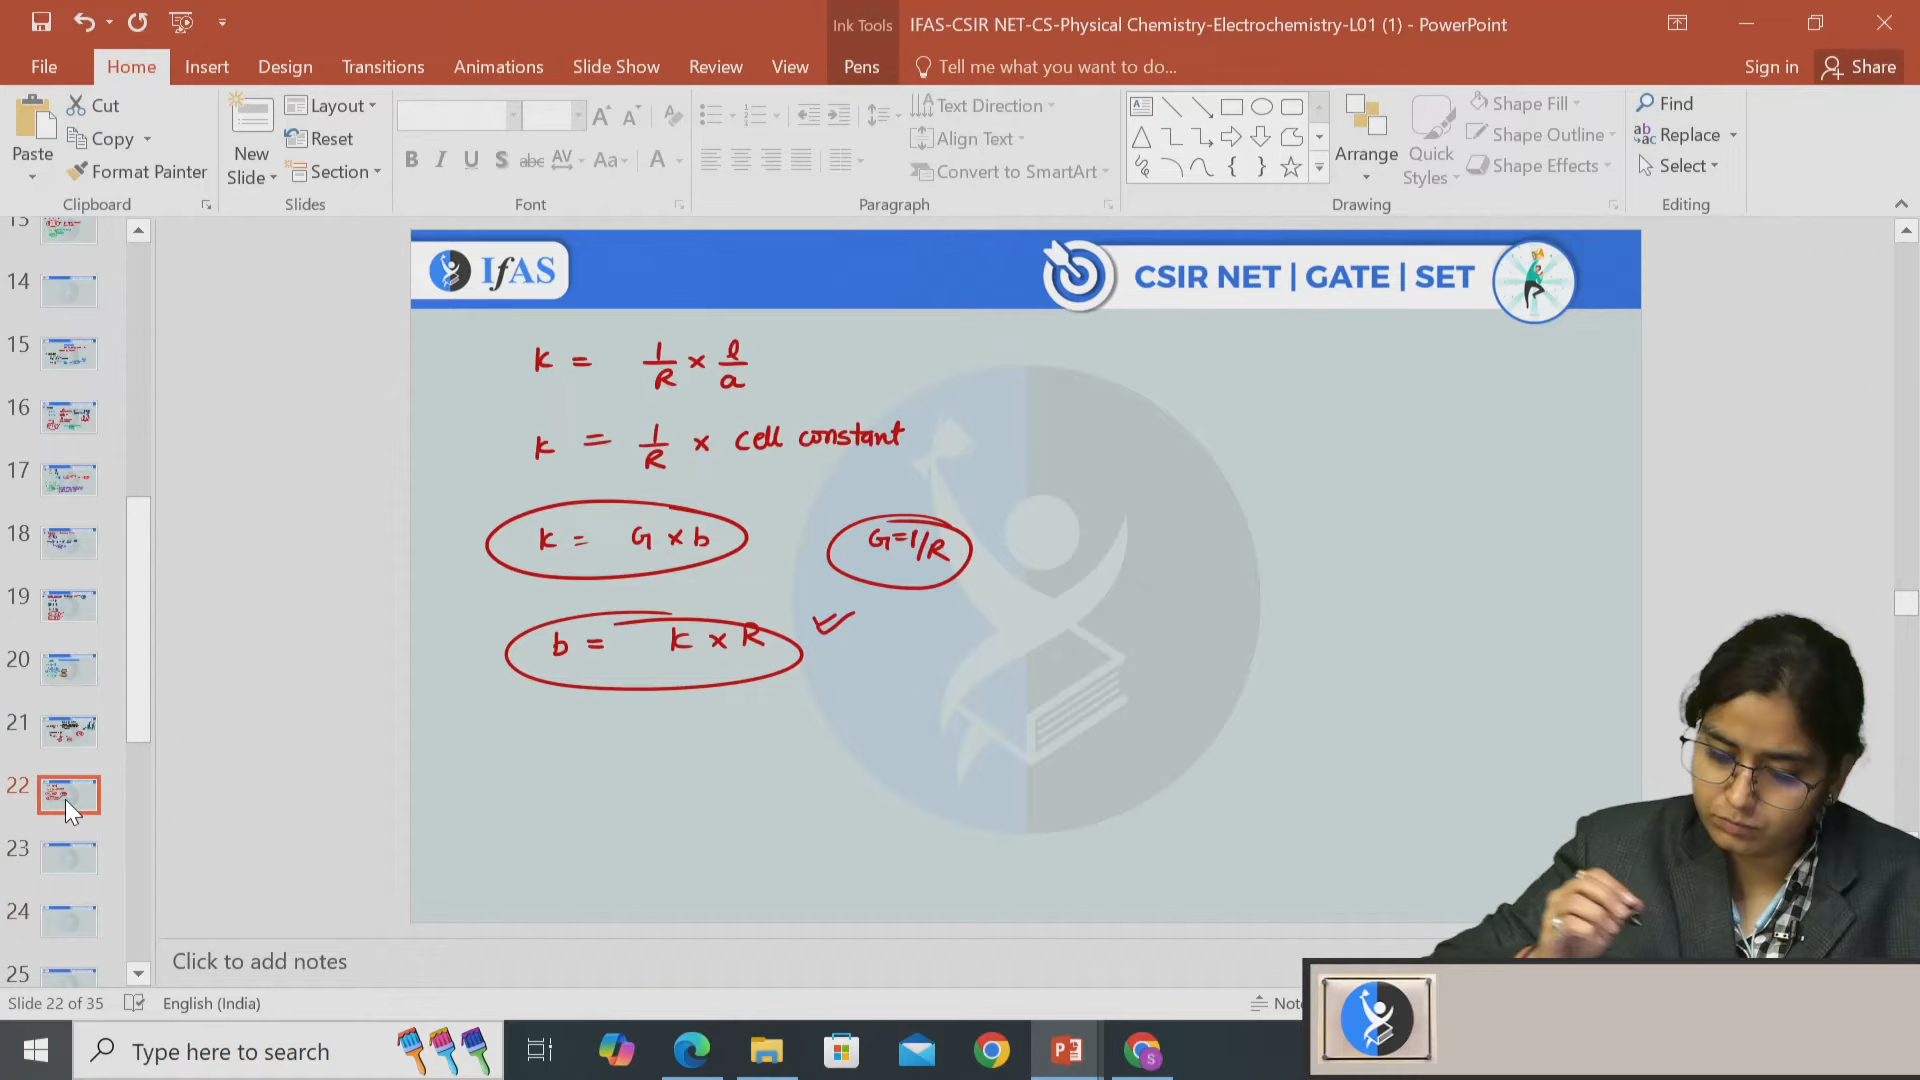 Ink Tools
IFAS-CSIR NET-CS-Physical Chemistry-Electrochemistry-L01 (1) - PowerPoint
File Home Insert Design Transitions Animations Slide Show Review View Pens Tell me what you want to do... Sign in Share
Paste
Cut
Copy
Format Painter
Clipboard
New Slide
Layout
Reset
Section
Slides
B I U S abc AV Aa A
Font
Text Direction
Align Text
Convert to SmartArt
Paragraph
Arrange
Quick Styles
Shape Fill
Shape Outline
Shape Effects
Drawing
Find
Replace
Select
Editing
13
14
15
16
17
18
19
20
21
22
23
24
25
IfAS
CSIR NET | GATE | SET
K = 1/R × l/a
K = 1/R × cell constant
K = G × b
G=1/R
b = K × R
Click to add notes
Slide 22 of 35 English (India)
Type here to search